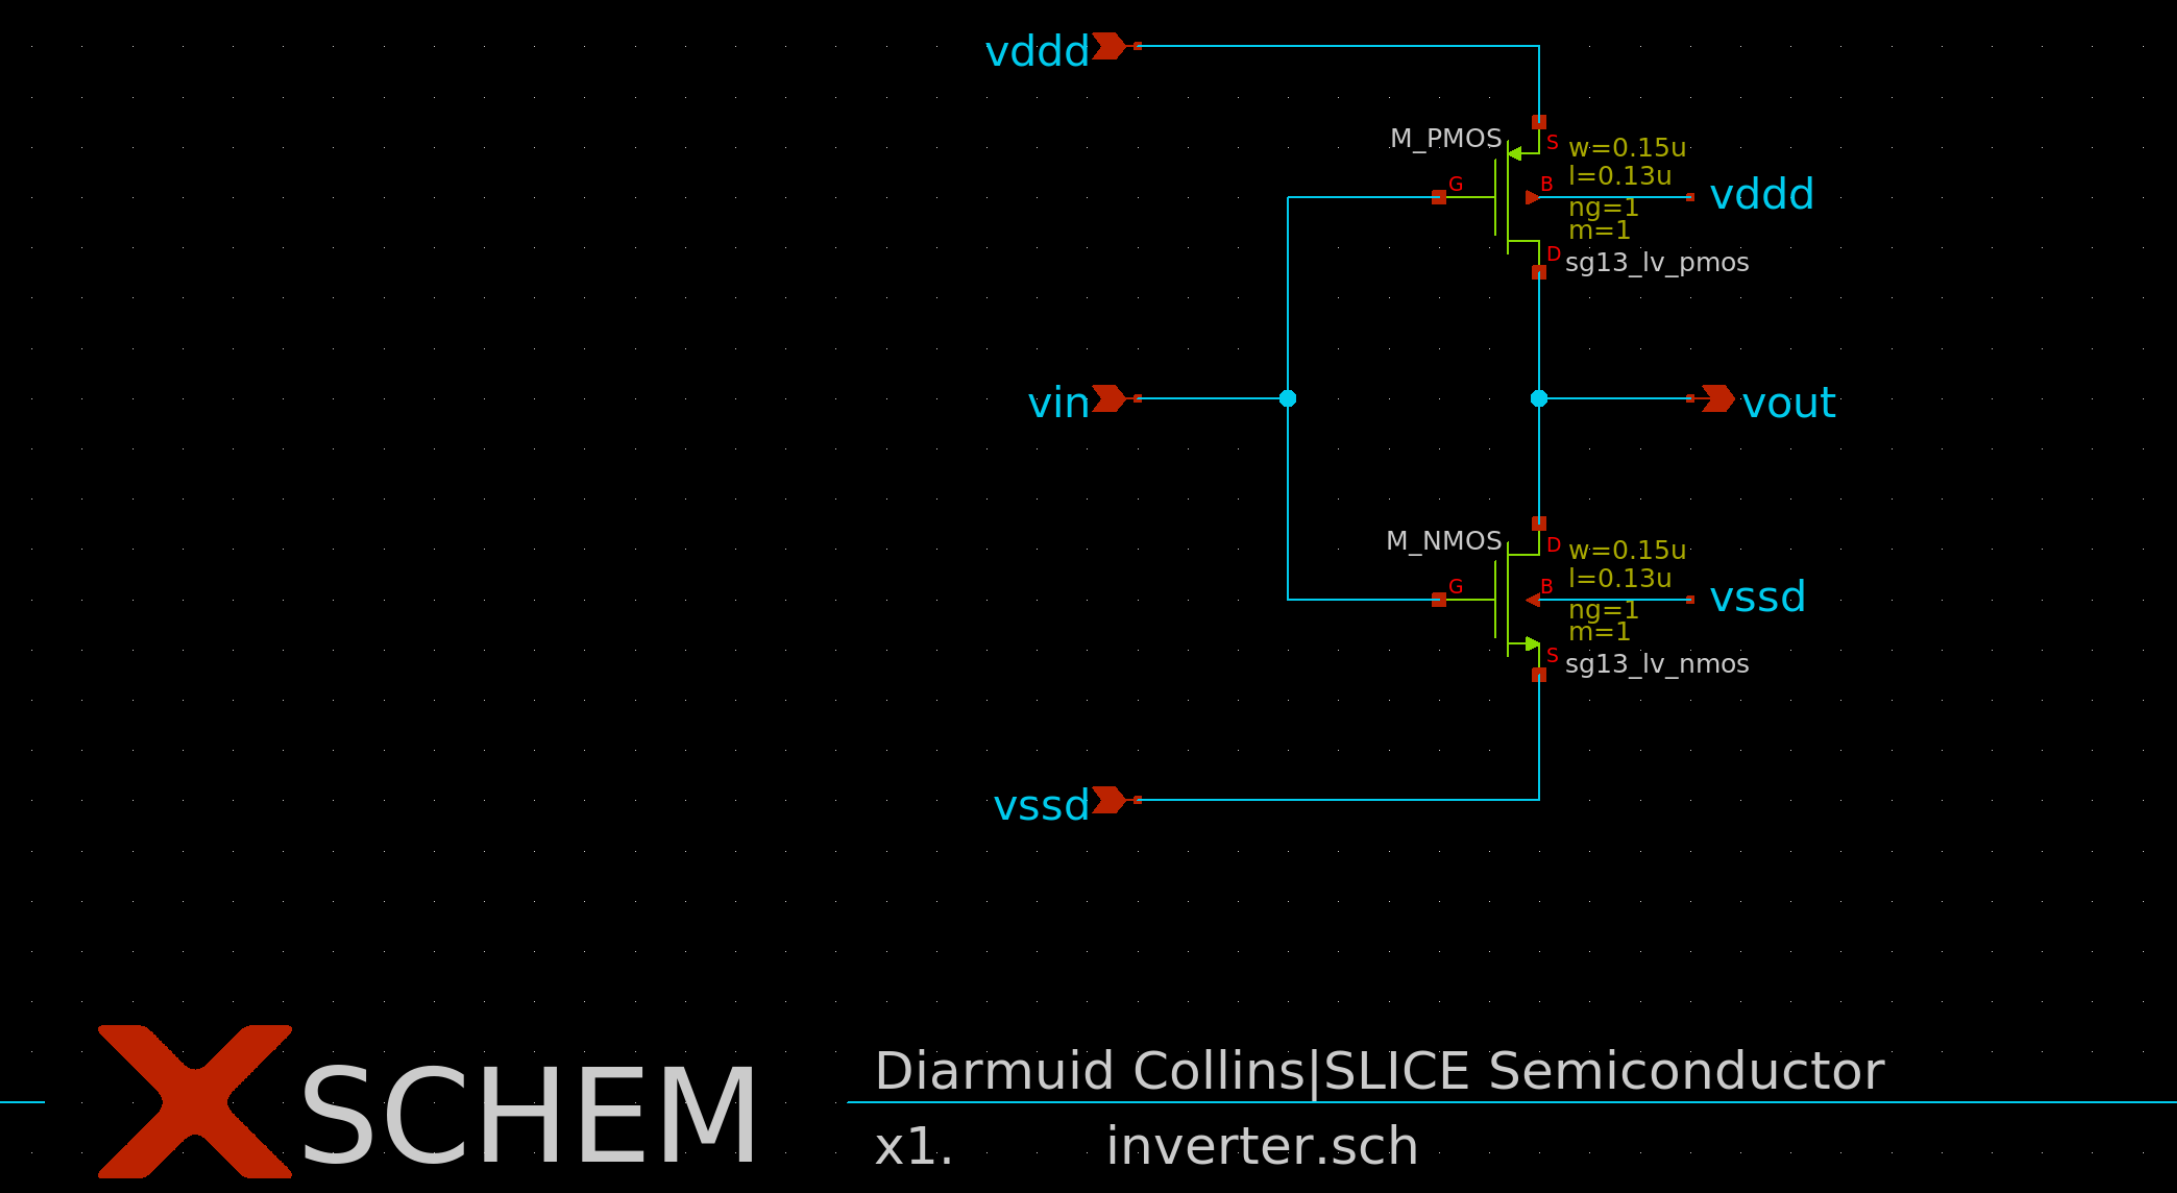 vddd
M_PMOS
S
w=0.15u
l=0.13u
G
B
vddd
ng=1
m=1
D
sg13_lv_pmos
vin
vout
M_NMOS
D
w=0.15u
l=0.13u
G
B
vssd
ng=1
m=1
S
sg13_lv_nmos
vssd
XSCHEM
Diarmuid Collins|SLICE Semiconductor
x1. inverter.sch